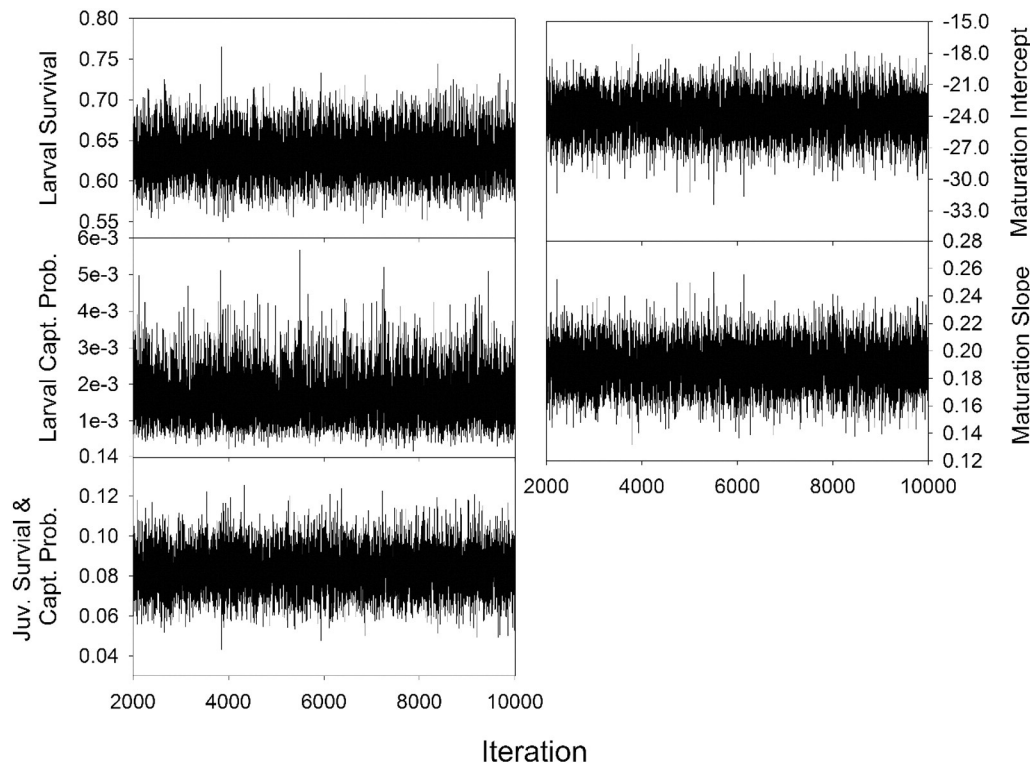 0.80
0.75
0.70
0.65
0.60
0.55
Larval Survival
6e-3
5e-3
4e-3
3e-3
2e-3
1e-3
Larval Capt. Prob.
0.14
0.12
0.10
0.08
0.06
0.04
Juv. Survial &
Capt. Prob.
2000 4000 6000 8000 10000
-15.0
-18.0
-21.0
-24.0
-27.0
-30.0
-33.0
Maturation Intercept
0.28
0.26
0.24
0.22
0.20
0.18
0.16
0.14
0.12
Maturation Slope
2000 4000 6000 8000 10000
Iteration